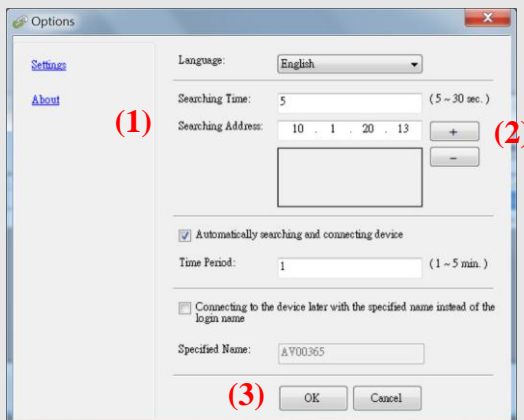 Options
Settings
About
Language: English
Searching Time: 5 (5 ~ 30 sec.)
(1) Searching Address: 10 . 1 . 20 . 13 + (2)
-
Automatically searching and connecting device
Time Period: 1 (1 ~ 5 min.)
Connecting to the device later with the specified name instead of the
login name
Specified Name: AV00365
(3) OK Cancel